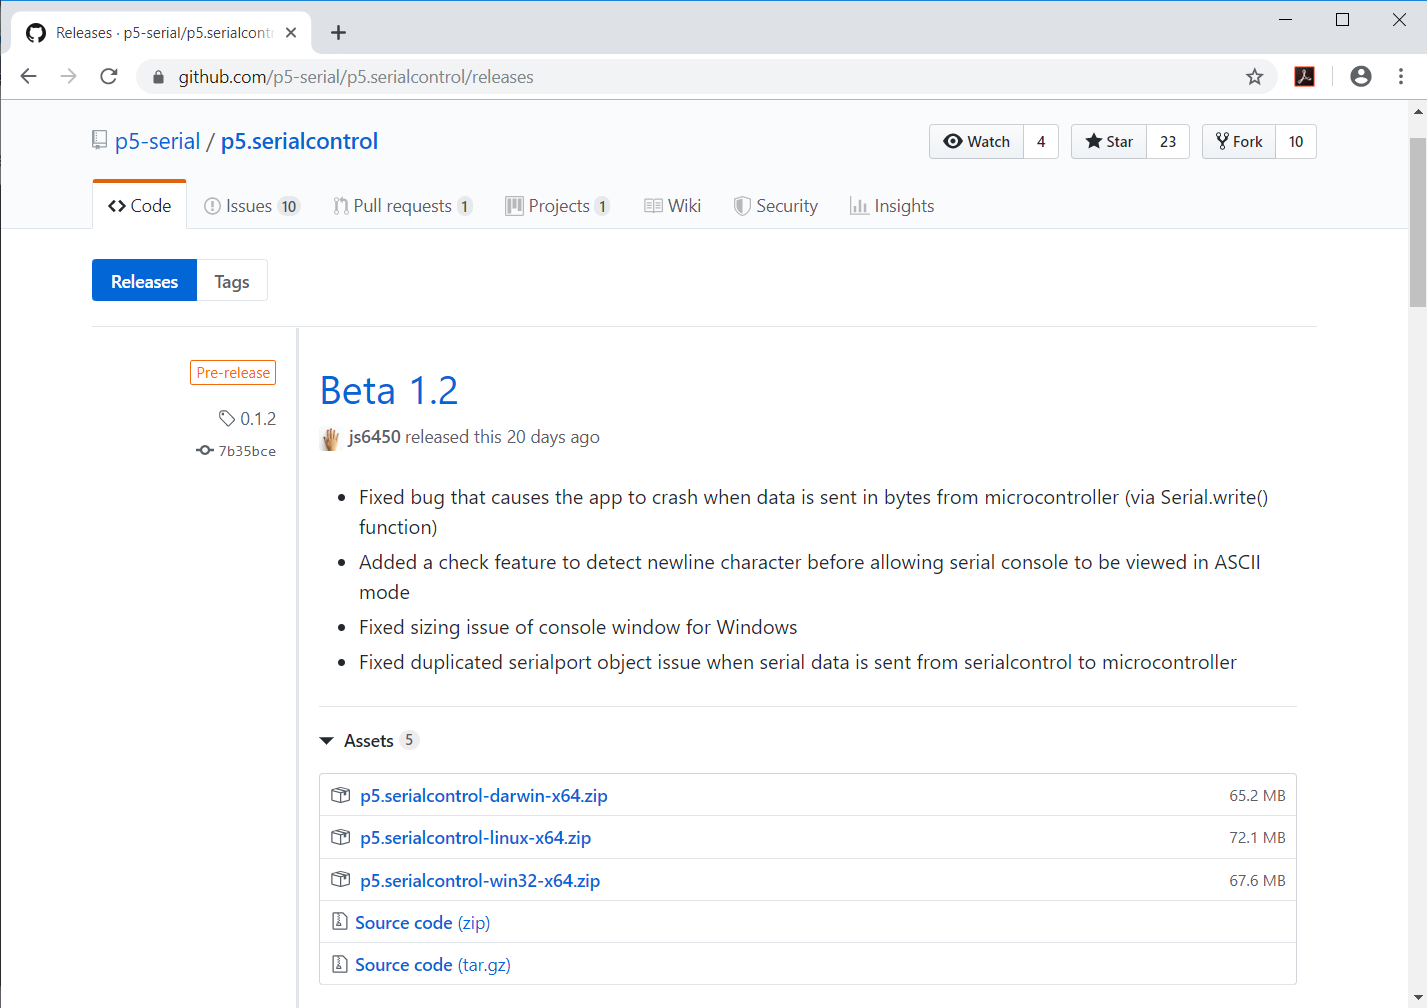 Releases · p5-serial/p5.serialcontr
github.com/p5-serial/p5.serialcontrol/releases
p5-serial / p5.serialcontrol
Watch 4 Star 23 Fork 10
Code Issues 10 Pull requests 1 Projects 1 Wiki Security Insights
Releases Tags
Pre-release
0.1.2
7b35bce
Beta 1.2
js6450 released this 20 days ago
• Fixed bug that causes the app to crash when data is sent in bytes from microcontroller (via Serial.write()
function)
• Added a check feature to detect newline character before allowing serial console to be viewed in ASCII
mode
• Fixed sizing issue of console window for Windows
• Fixed duplicated serialport object issue when serial data is sent from serialcontrol to microcontroller
Assets 5
p5.serialcontrol-darwin-x64.zip 65.2 MB
p5.serialcontrol-linux-x64.zip 72.1 MB
p5.serialcontrol-win32-x64.zip 67.6 MB
Source code (zip)
Source code (tar.gz)